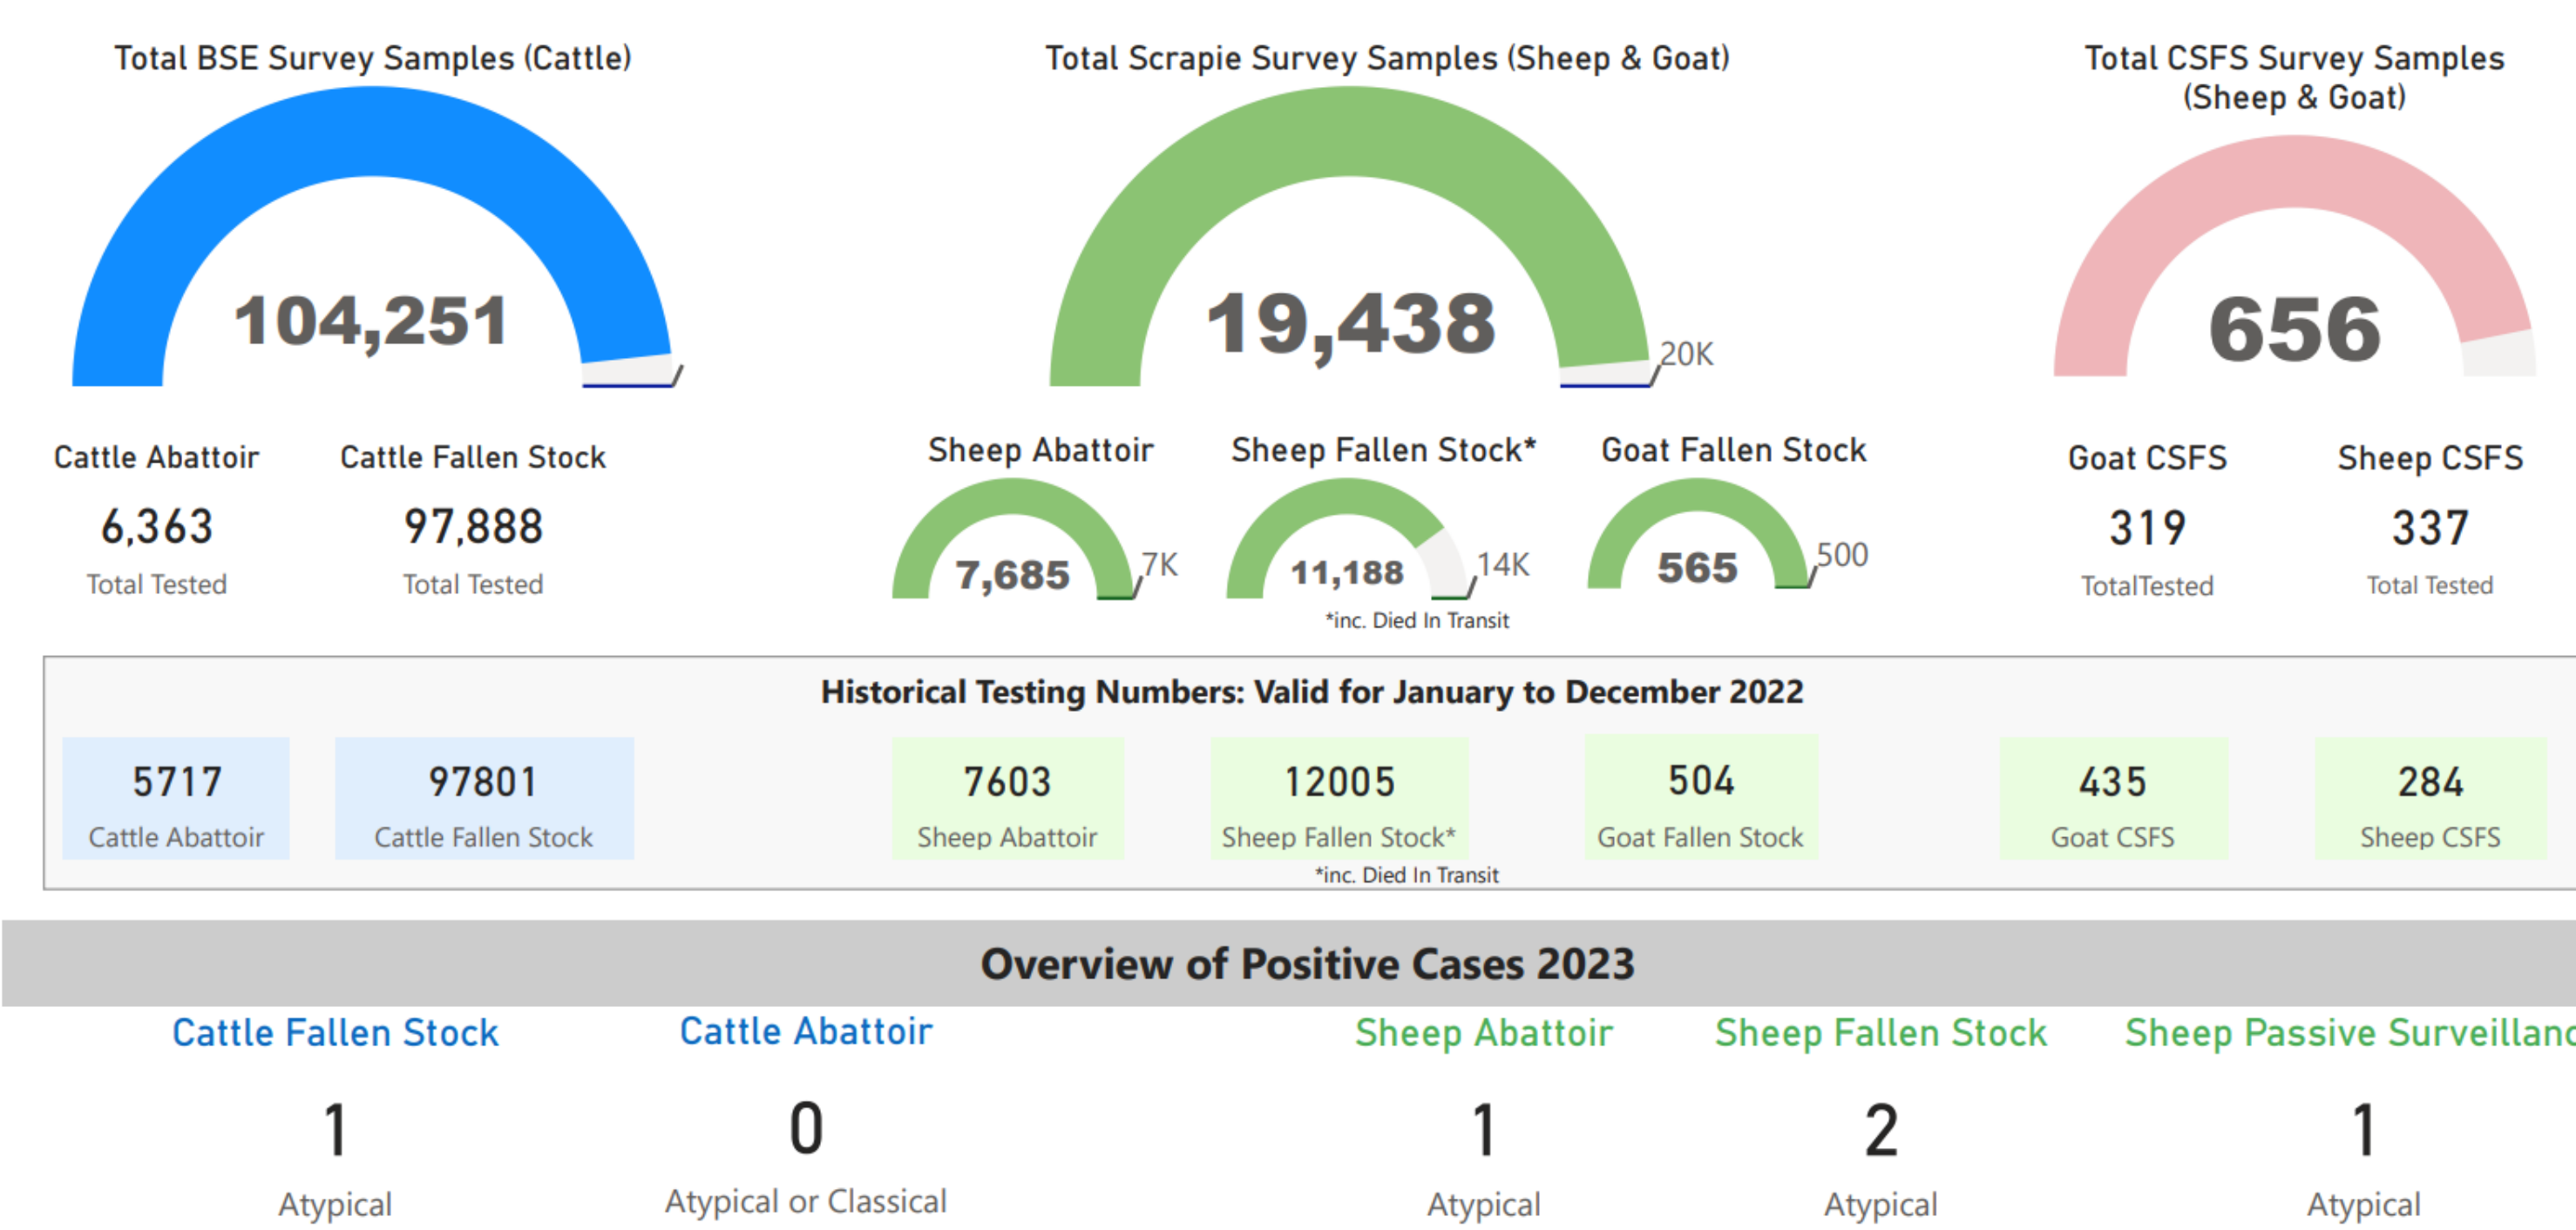 Total BSE Survey Samples (Cattle)
104,251
Cattle Abattoir
6,363
Total Tested
Cattle Fallen Stock
97,888
Total Tested
Total Scrapie Survey Samples (Sheep & Goat)
19,438
20K
Sheep Abattoir
7,685
7K
Sheep Fallen Stock*
11,188
14K
*inc. Died In Transit
Goat Fallen Stock
565
500
Total CSFS Survey Samples
(Sheep & Goat)
656
Goat CSFS
319
TotalTested
Sheep CSFS
337
Total Tested
Historical Testing Numbers: Valid for January to December 2022
5717
Cattle Abattoir
97801
Cattle Fallen Stock
7603
Sheep Abattoir
12005
Sheep Fallen Stock*
*inc. Died In Transit
504
Goat Fallen Stock
435
Goat CSFS
284
Sheep CSFS
Overview of Positive Cases 2023
Cattle Fallen Stock
1
Atypical
Cattle Abattoir
0
Atypical or Classical
Sheep Abattoir
1
Atypical
Sheep Fallen Stock
2
Atypical
Sheep Passive Surveillanc
1
Atypical